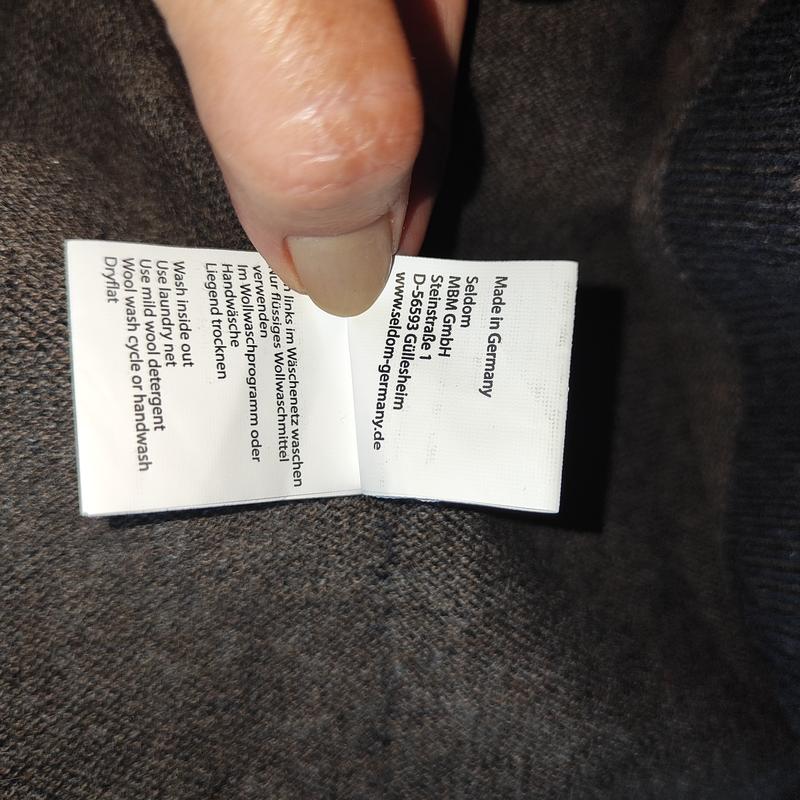 Made in Germany
Seldom
MBM GmbH
Steinstraße 1
D-56593 Güllesheim
www.seldom-germany.de
links im Wäschenetz waschen
Nur flüssiges Wollwaschmittel
verwenden
Im Wollwaschprogramm oder
Handwäsche
Liegend trocknen
Wash inside out
Use laundry net
Use mild wool detergent
Wool wash cycle or handwash
Dryflat